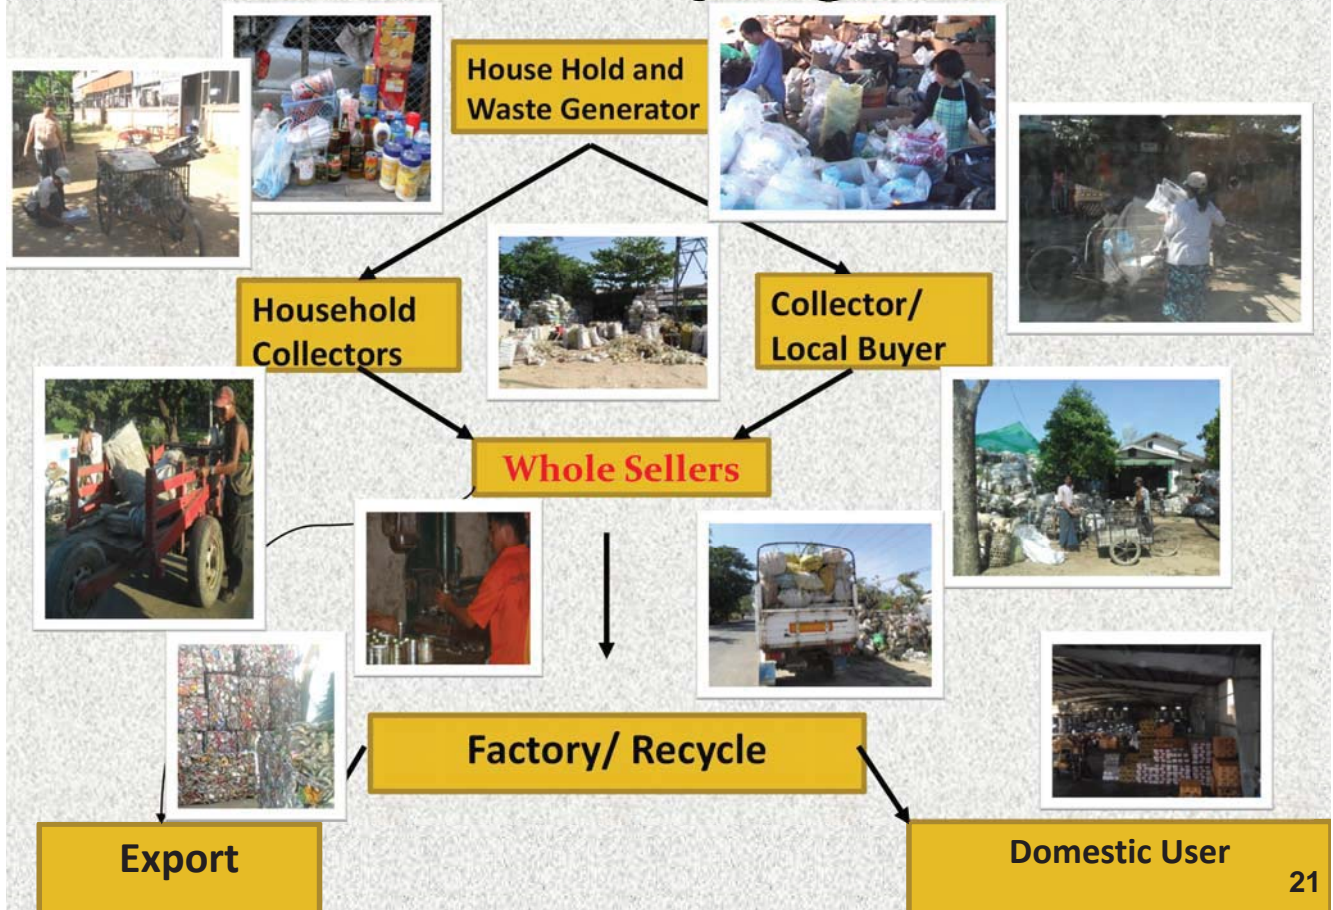 House Hold and
Waste Generator
Household
Collectors
Collector/
Local Buyer
Whole Sellers
Factory/ Recycle
Export
Domestic User
21